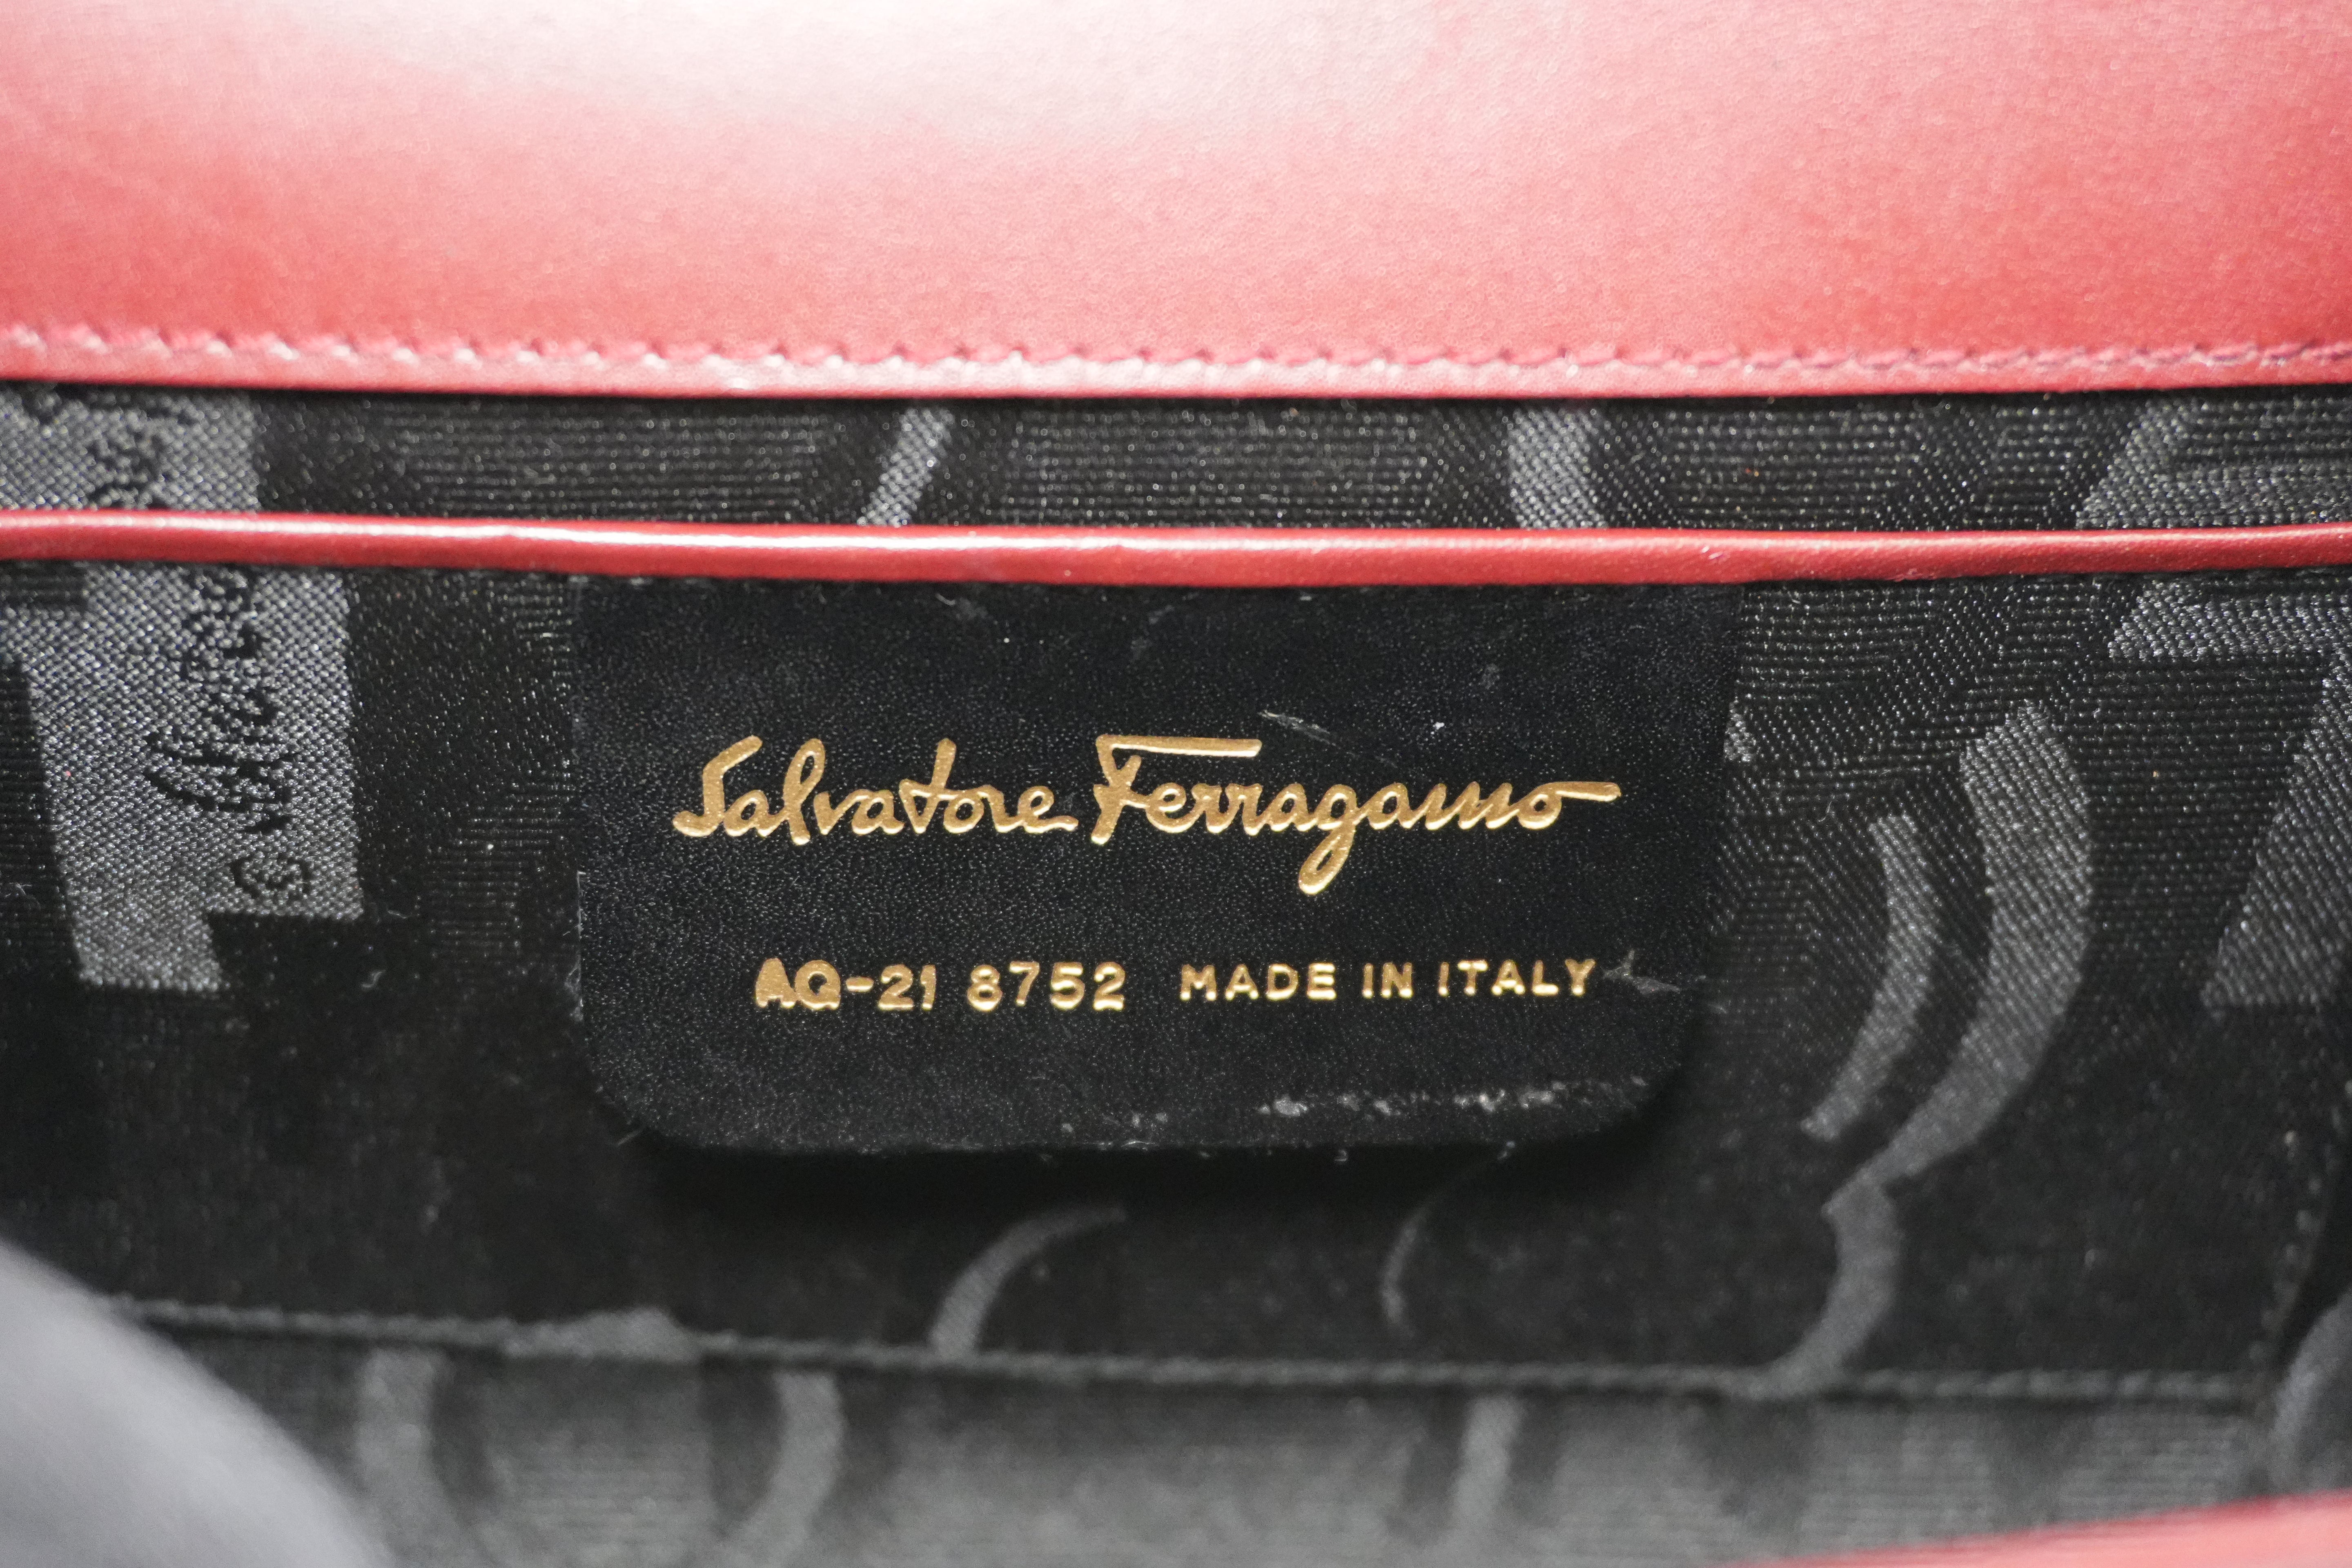 Salvatore Ferragamo
AQ-21 8752 MADE IN ITALY
©